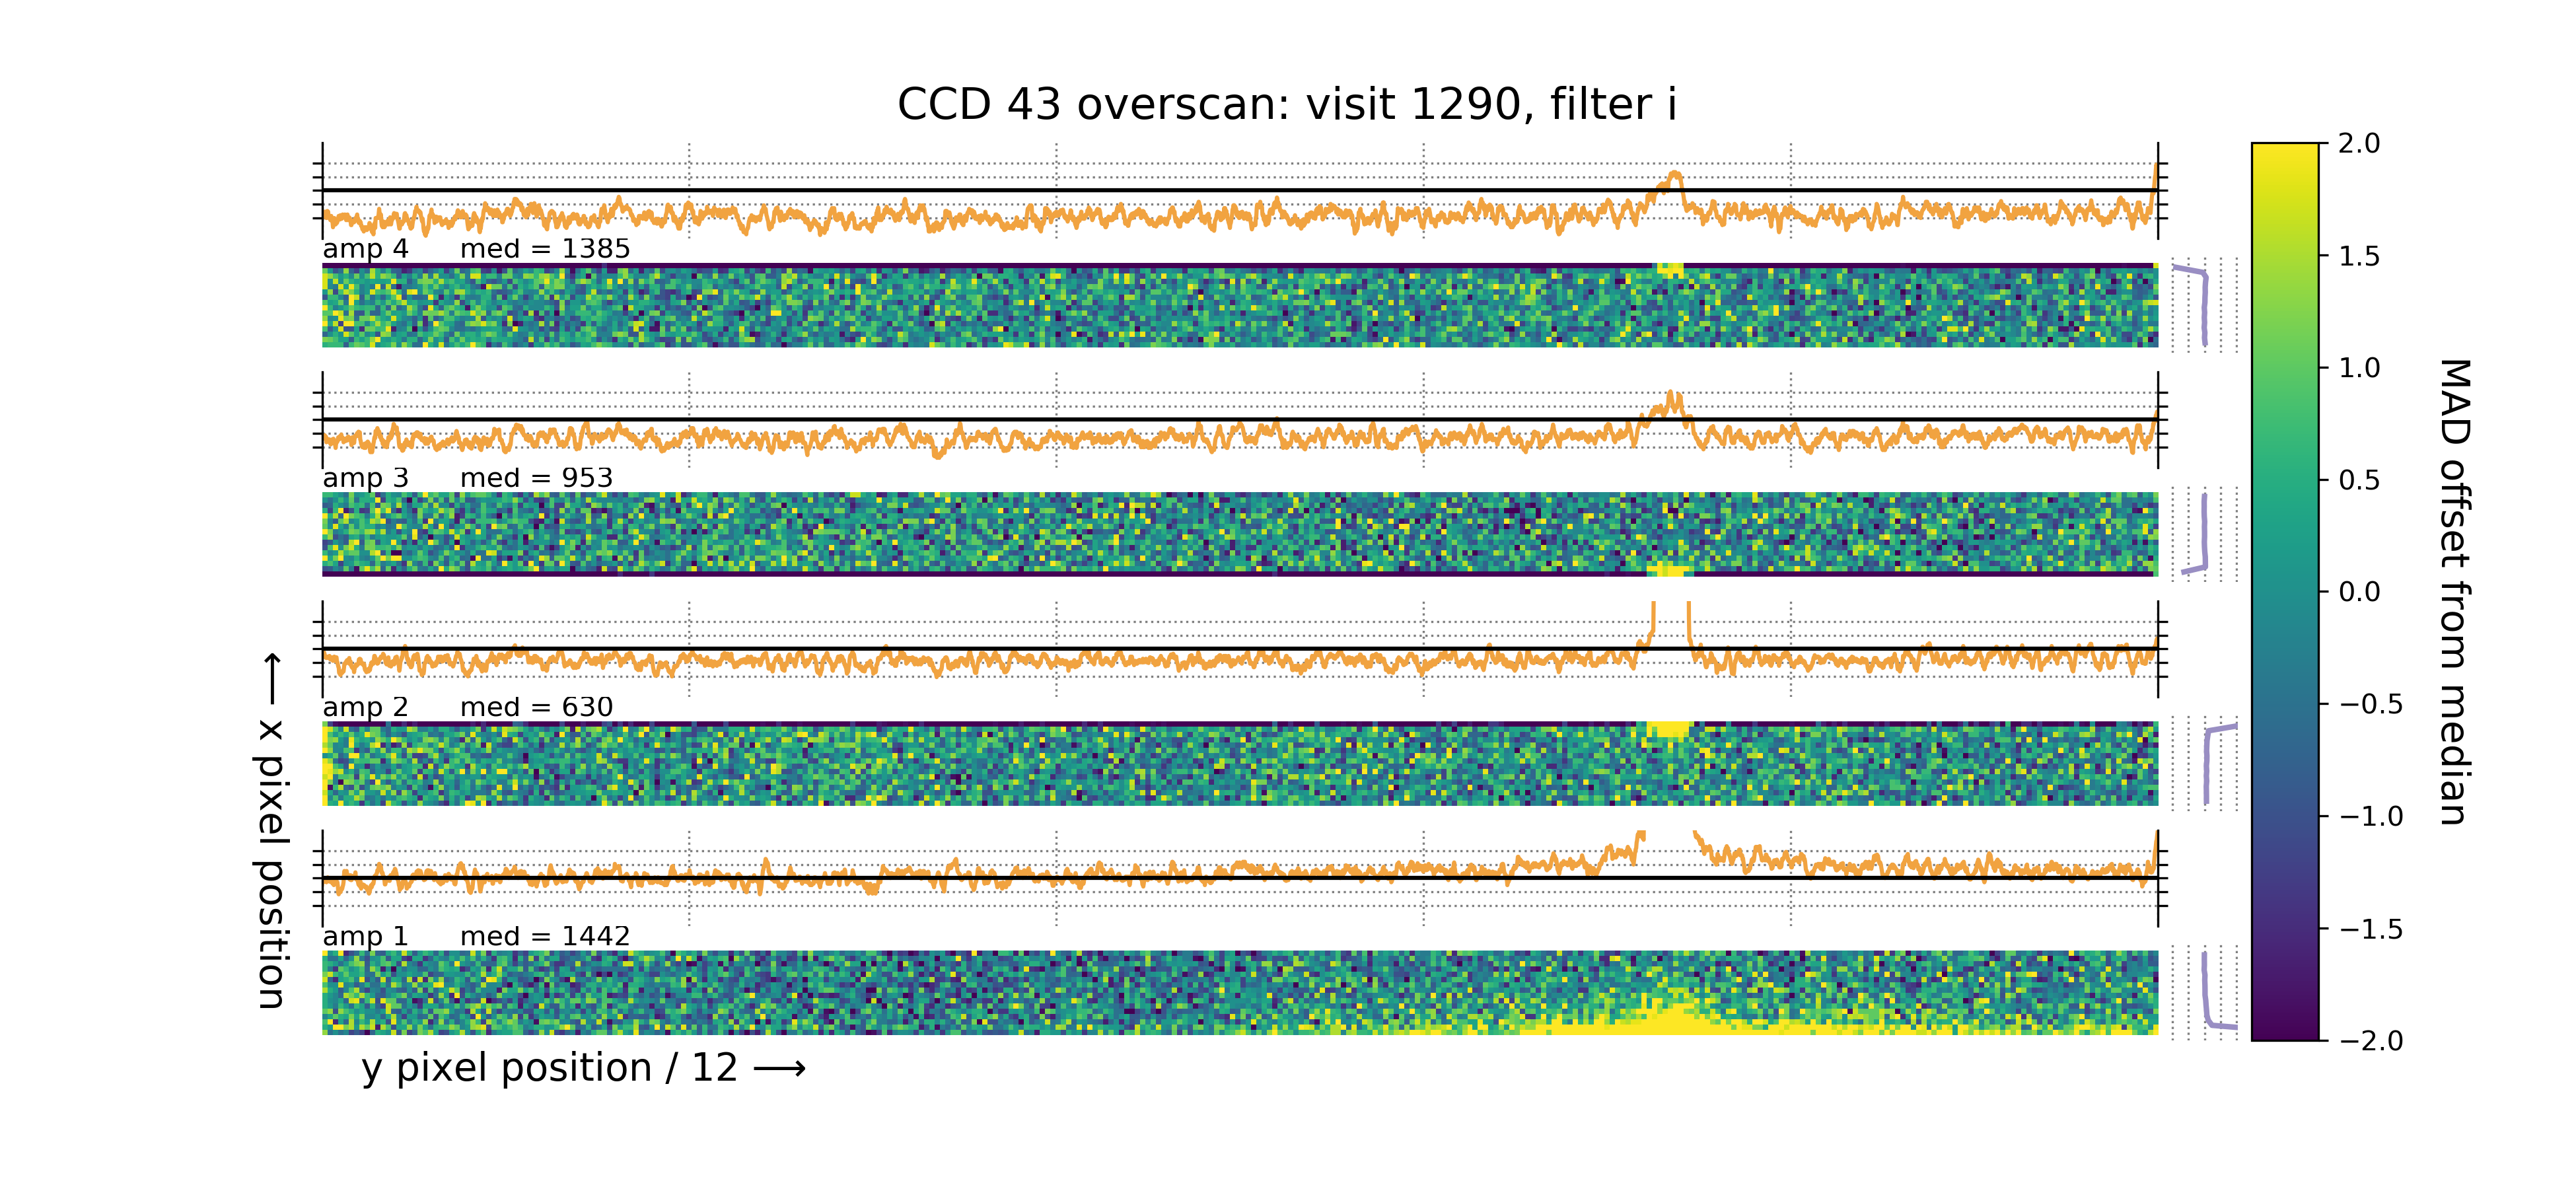 CCD 43 overscan: visit 1290, filter i
amp 4 med = 1385
amp 3 med = 953
amp 2 med = 630
amp 1 med = 1442
⟵ x pixel position
y pixel position / 12 ⟶
2.0
1.5
1.0
0.5
0.0
−0.5
−1.0
−1.5
−2.0
MAD offset from median